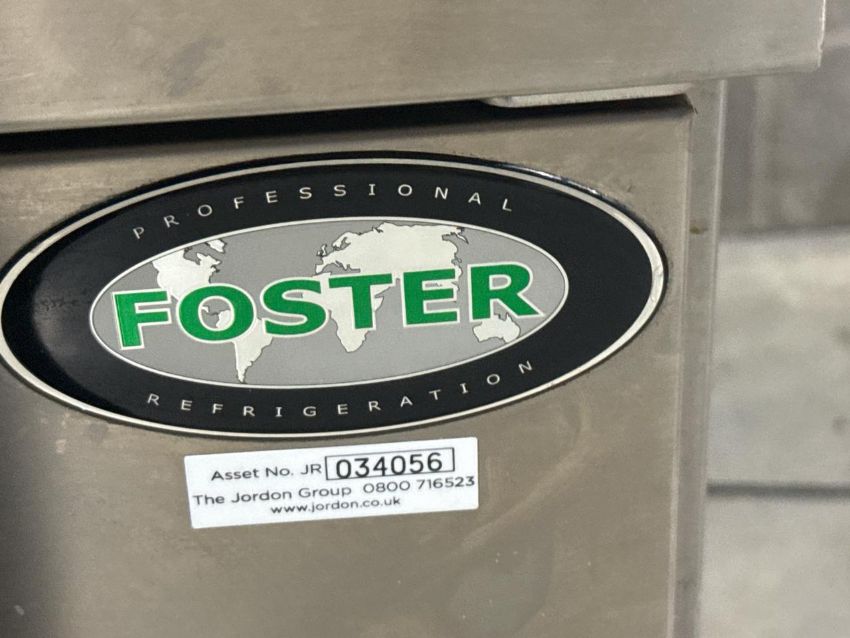 PROFESSIONAL
FOSTER
REFRIGERATION
Asset No. JR 034056
The Jordon Group 0800 716523
www.jordon.co.uk